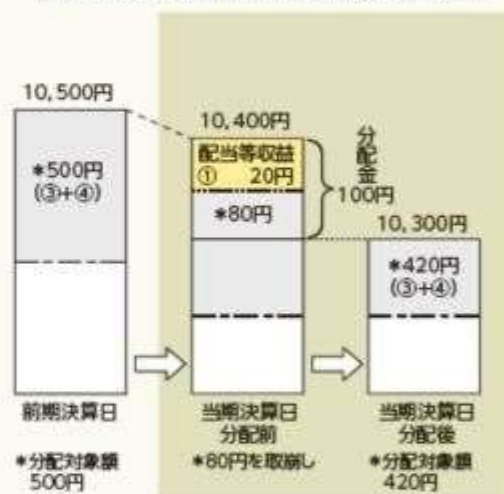 10,500円
*500円
(③+④)
10,400円
配当等収益
① 20円
*80円
分配金
100円
10,300円
*420円
(③+④)
前期決算日
当期決算日
分配前
当期決算日
分配後
*分配対象額
500円
*80円を取崩し
*分配対象額
420円